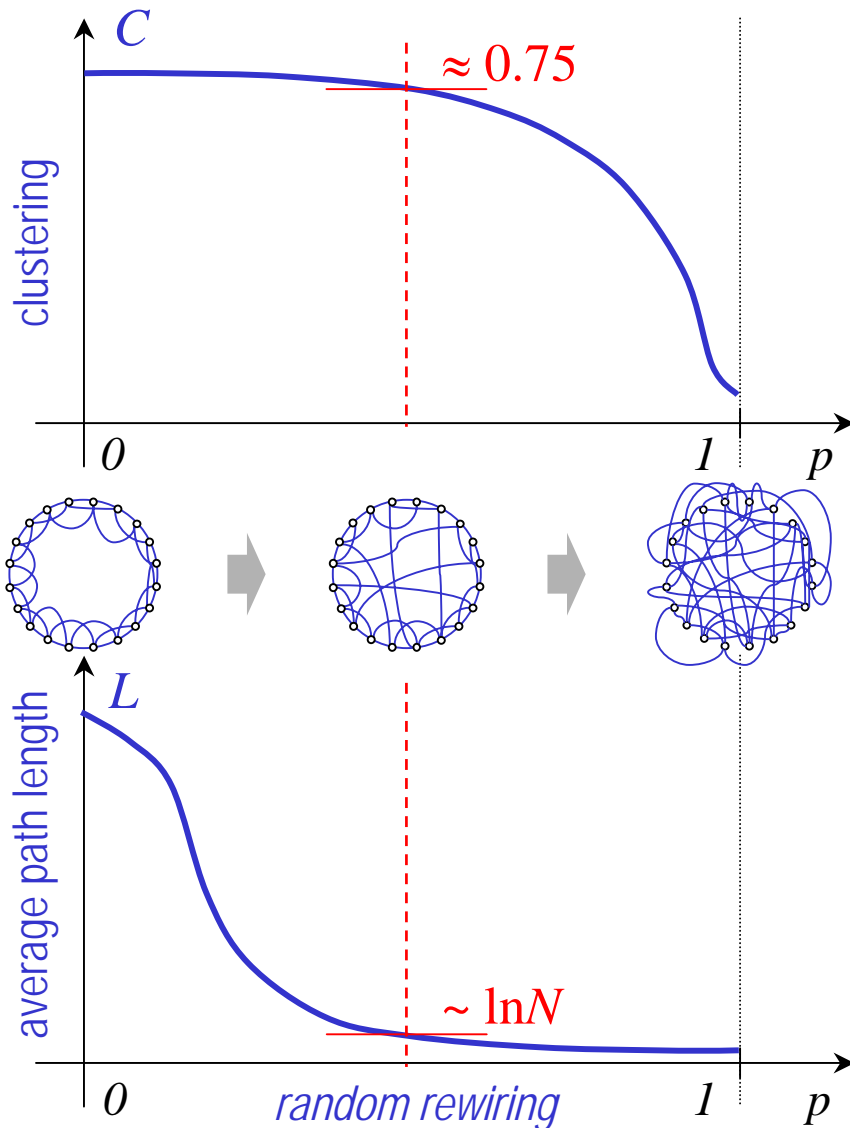 C
≈ 0.75
clustering
0
1
p
L
average path length
~ lnN
0
random rewiring
1
p